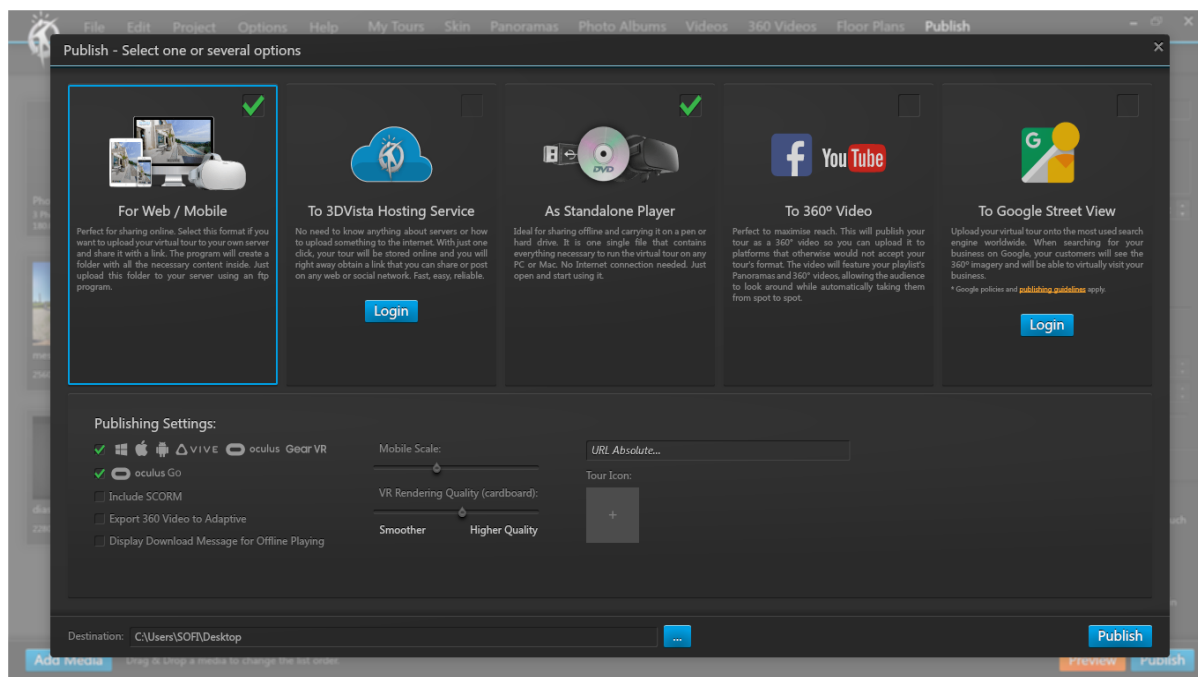 File Edit Project Options Help My Tours Skin Panoramas Photo Albums Videos 360 Videos Floor Plans Publish
Publish - Select one or several options
For Web / Mobile
Perfect for sharing online. Select this format if you
want to upload your virtual tour to your own server
and share it with a link. The program will create a
folder with all the necessary content inside. Just
upload this folder to your server using an ftp
program.
To 3DVista Hosting Service
No need to know anything about servers or how
to upload something to the internet. With just one
click, your tour will be stored online and you will
right away obtain a link that you can share or post
on any web or social network. Fast, easy, reliable.
Login
DVD
As Standalone Player
Ideal for sharing offline and carrying it on a pen or
hard drive. It is one single file that contains
everything necessary to run the virtual tour on any
PC or Mac. No Internet connection needed. Just
open and start using it.
f YouTube
To 360º Video
Perfect to maximise reach. This will publish your
tour as a 360° video so you can upload it to
platforms that otherwise would not accept your
tour's format. The video will feature your playlist's
Panoramas and 360° videos, allowing the audience
to look around while automatically taking them
from spot to spot.
G
To Google Street View
Upload your virtual tour onto the most used search
engine worldwide. When searching for your
business on Google, your customers will see the
360º imagery and will be able to virtually visit your
business.
* Google policies and publishing guidelines apply.
Login
Publishing Settings:
VIVE oculus Gear VR
oculus Go
Include SCORM
Export 360 Video to Adaptive
Display Download Message for Offline Playing
Mobile Scale:
VR Rendering Quality (cardboard):
Smoother Higher Quality
URL Absolute...
Tour Icon:
+
Destination: C:\Users\SOFI\Desktop ... Publish
Add Media Drag & Drop a media to change the list order. Preview Publish